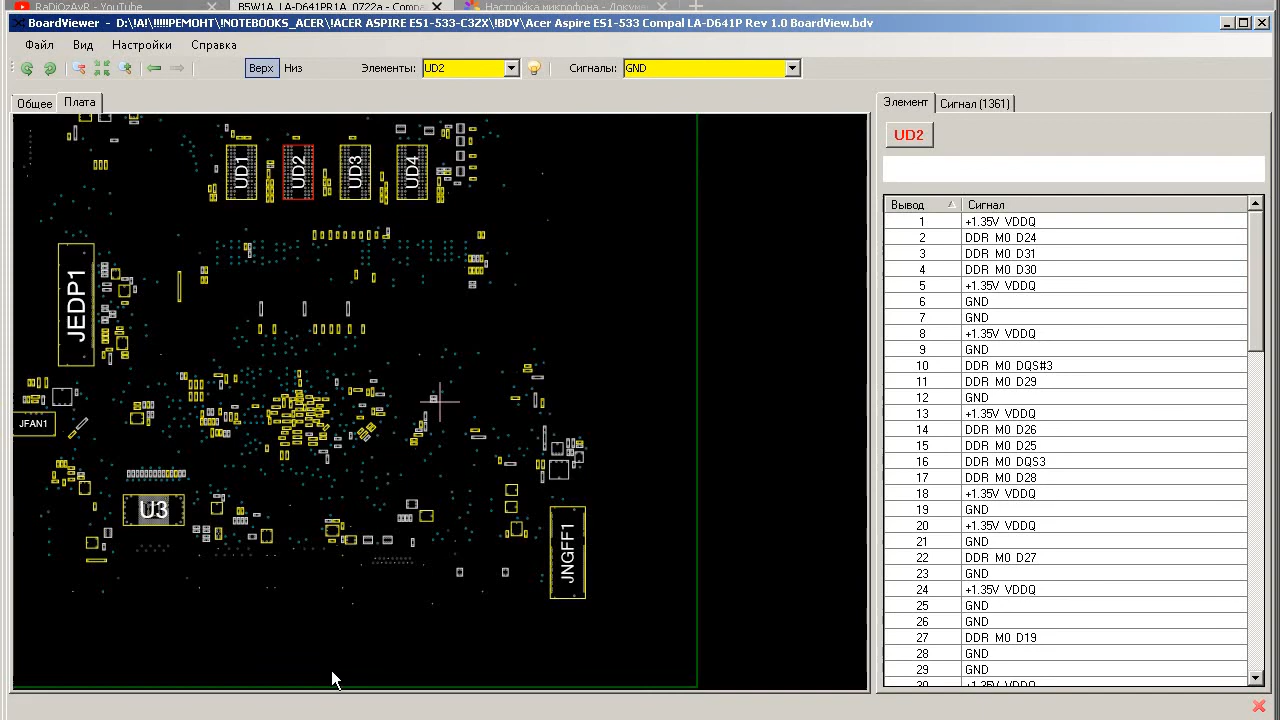 RaDiOzAvR - YouTube
B5W1A_LA-D641PR1A_0722a - Compa
Настройка микрофона - Докумен
BoardViewer - D:\!A!\!!!!!РЕМОНТ\!NOTEBOOKS_ACER\!ACER ASPIRE ES1-533-C3ZX\!BDV\Acer Aspire ES1-533 Compal LA-D641P Rev 1.0 BoardView.bdv
Файл Вид Настройки Справка
Верх Низ Элементы: UD2 Сигналы: GND
Общее Плата
UD1 UD2 UD3 UD4
JEDP1
JFAN1
U3
JNGFF1
Элемент Сигнал (1361)
UD2
Вывод Сигнал
1 +1.35V_VDDQ
2 DDR_M0_D24
3 DDR_M0_D31
4 DDR_M0_D30
5 +1.35V_VDDQ
6 GND
7 GND
8 +1.35V_VDDQ
9 GND
10 DDR_M0_DQS#3
11 DDR_M0_D29
12 GND
13 +1.35V_VDDQ
14 DDR_M0_D26
15 DDR_M0_D25
16 DDR_M0_DQS3
17 DDR_M0_D28
18 +1.35V_VDDQ
19 GND
20 +1.35V_VDDQ
21 GND
22 DDR_M0_D27
23 GND
24 +1.35V_VDDQ
25 GND
26 GND
27 DDR_M0_D19
28 GND
29 GND
30 +1.35V_VDDQ